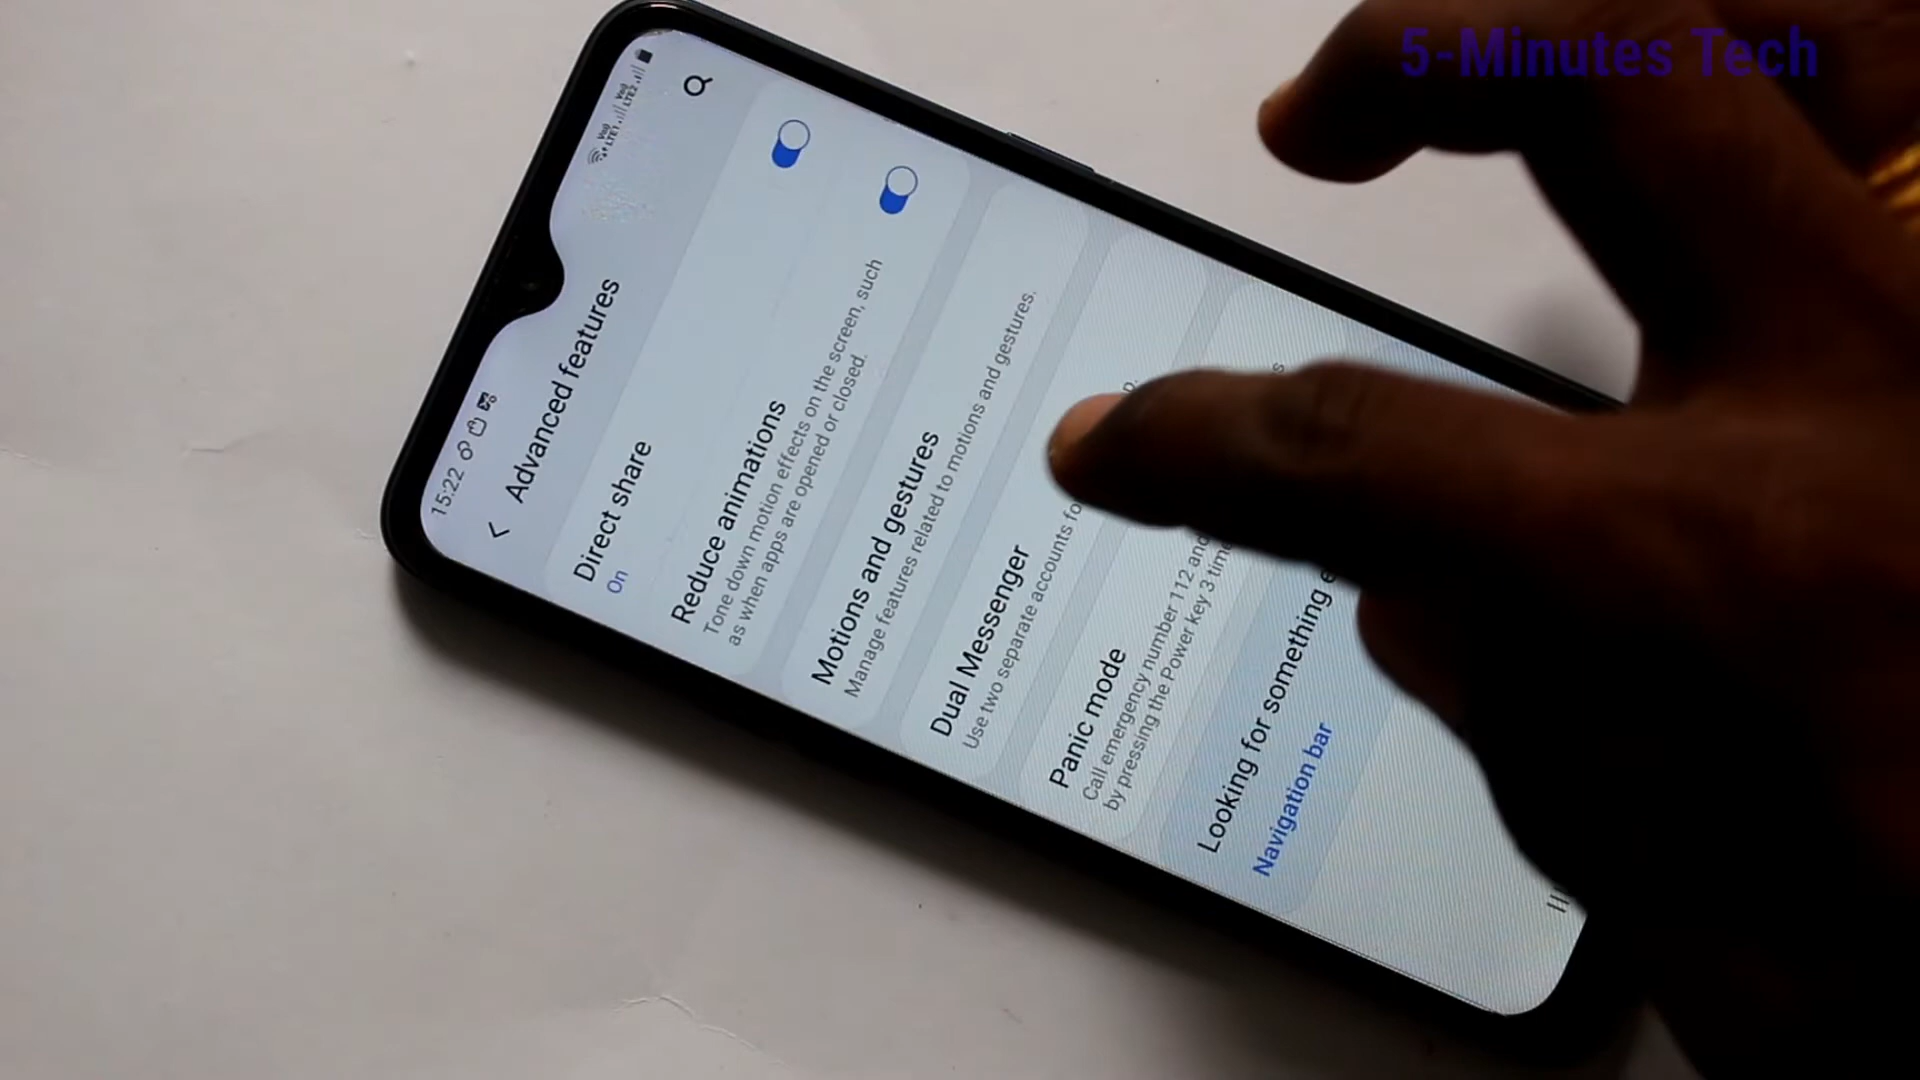 5-Minutes Tech
15:22
Advanced features
Direct share
On
Reduce animations
Tone down motion effects on the screen, such
as when apps are opened or closed.
Motions and gestures
Manage features related to motions and gestures.
Dual Messenger
Use two separate accounts
Panic mode
Call emergency number 112 and
by pressing the Power key 3
Looking for something
Navigation bar